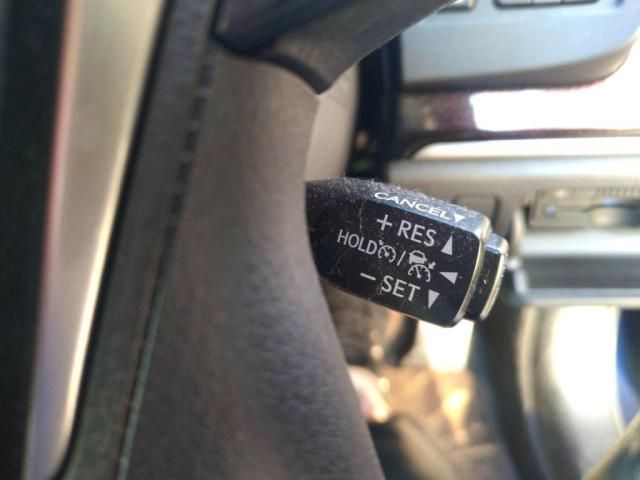 CANCEL▼
+ RES ▲
HOLD /
− SET ▼